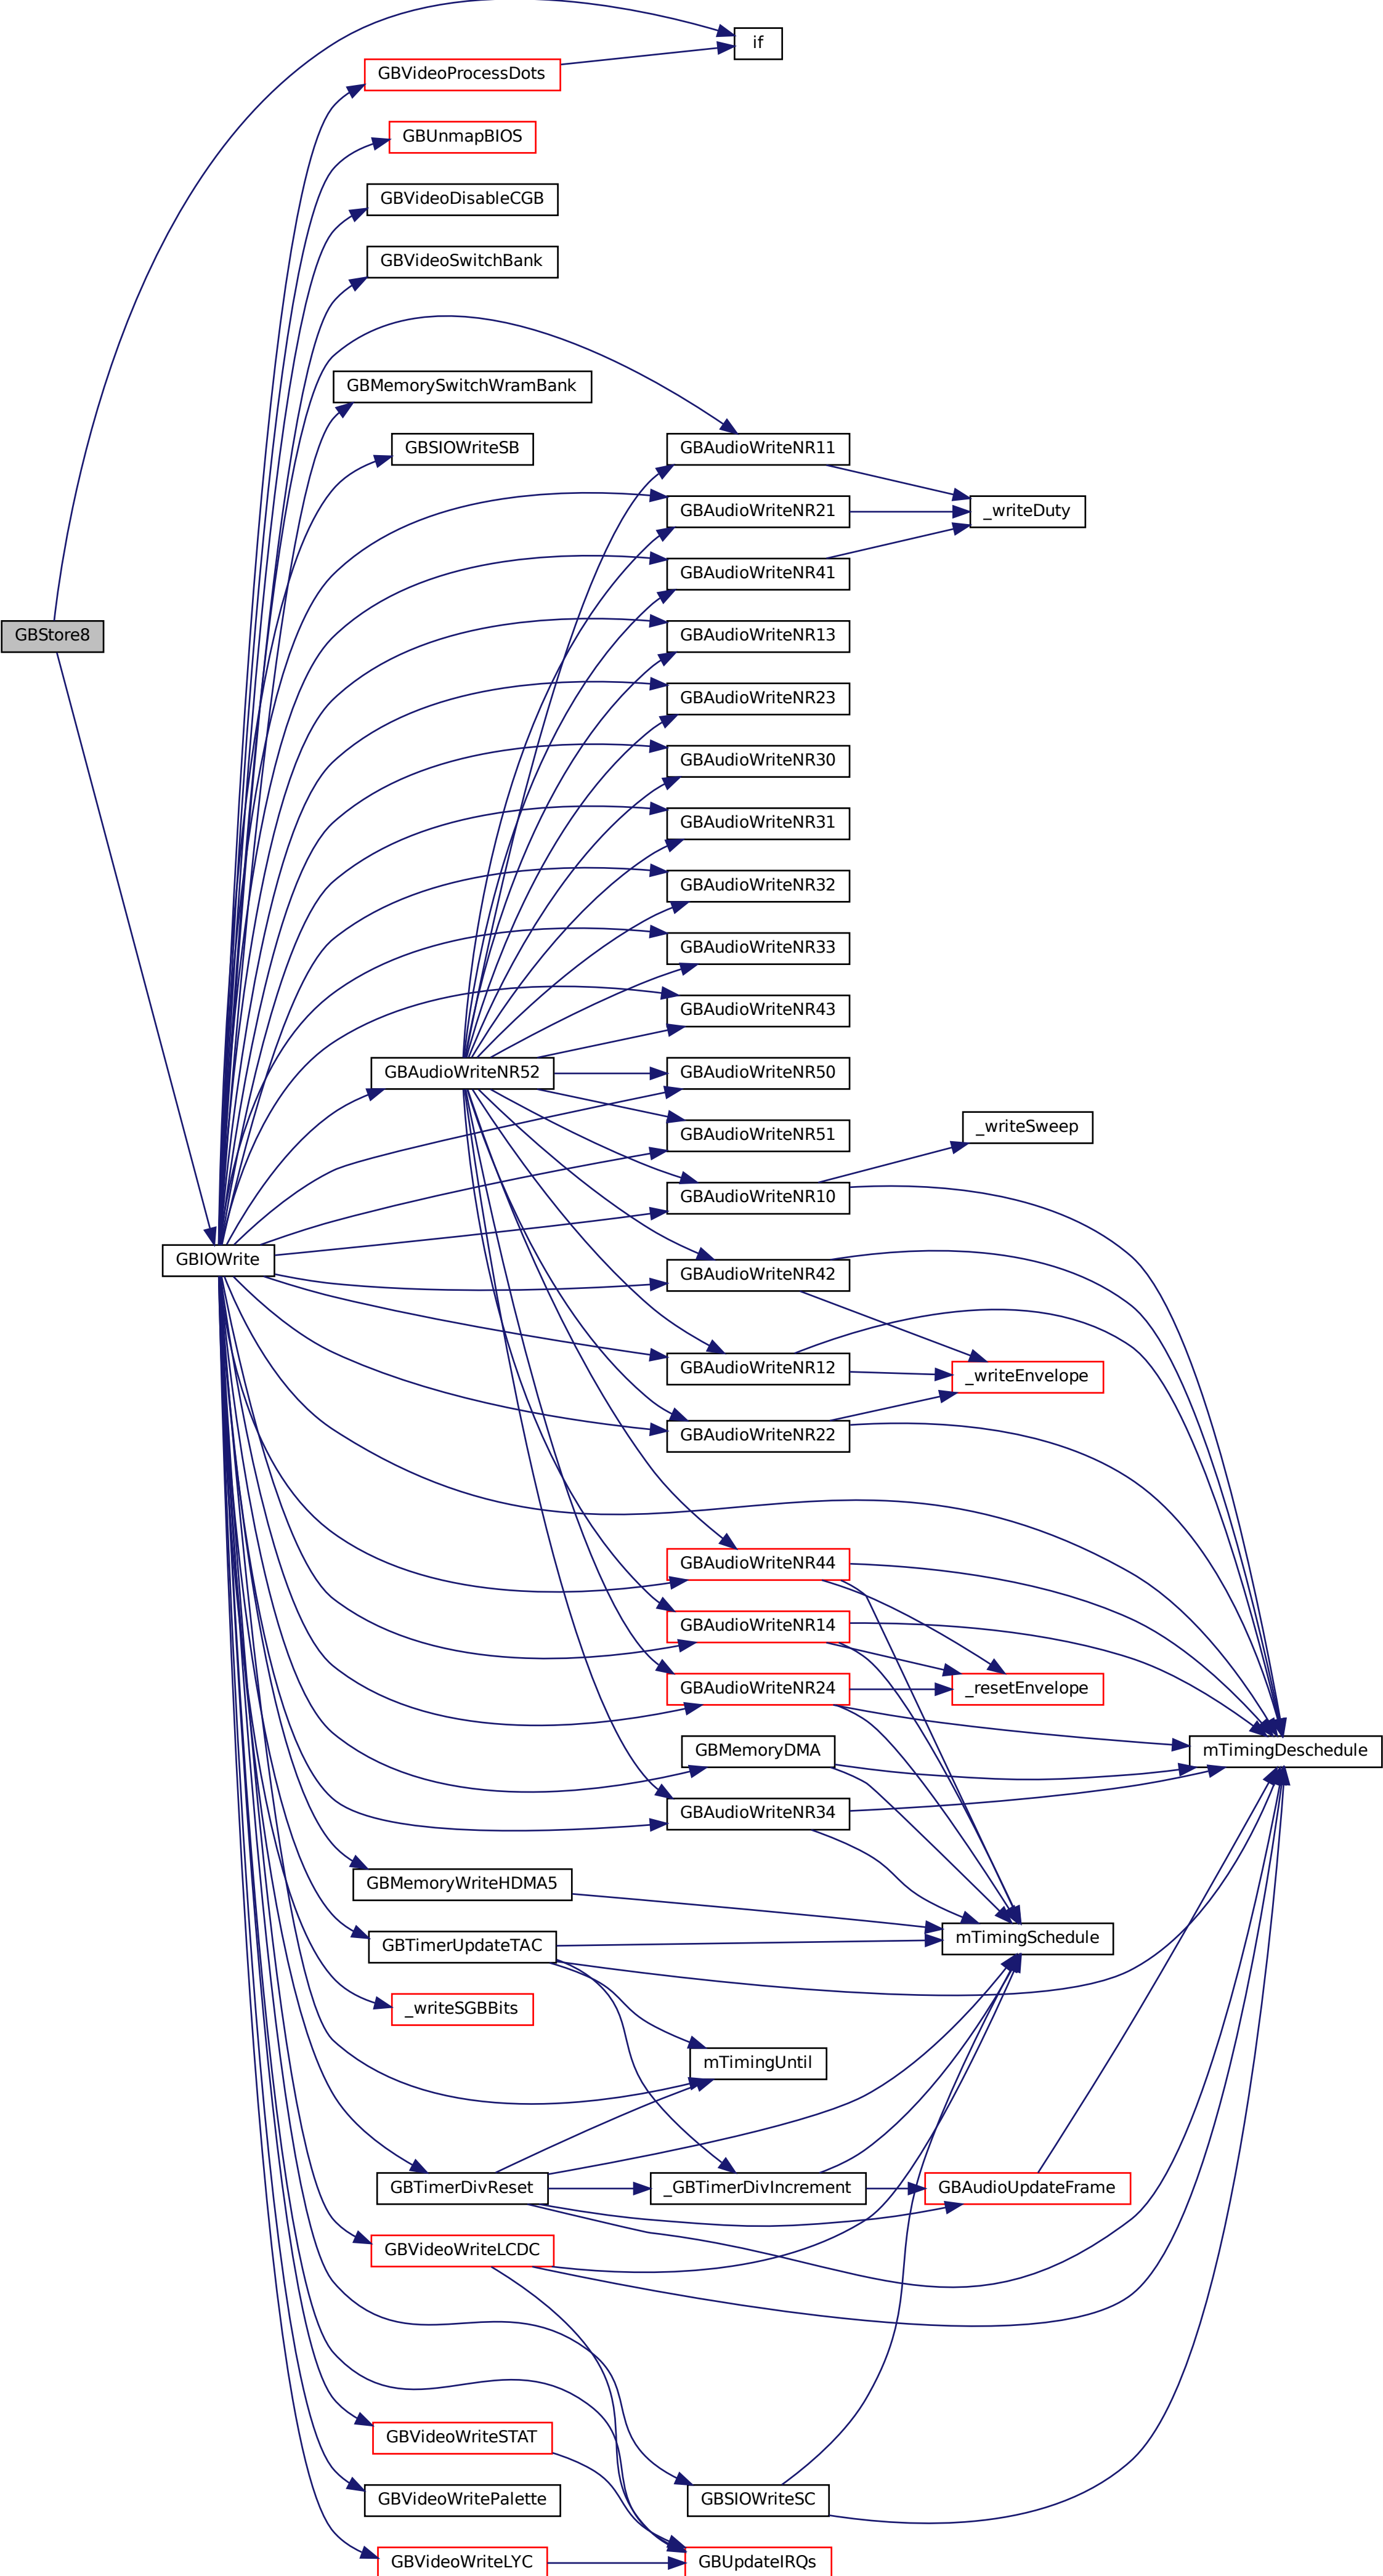 if
GBVideoProcessDots
GBUnmapBIOS
GBVideoDisableCGB
GBVideoSwitchBank
GBMemorySwitchWramBank
GBAudioWriteNR11
GBSIOWriteSB
GBAudioWriteNR21
_writeDuty
GBAudioWriteNR41
GBStore8
GBAudioWriteNR13
GBAudioWriteNR23
GBAudioWriteNR30
GBAudioWriteNR31
GBAudioWriteNR32
GBAudioWriteNR33
GBAudioWriteNR43
GBAudioWriteNR52
GBAudioWriteNR50
_writeSweep
GBAudioWriteNR51
GBAudioWriteNR10
GBIOWrite
GBAudioWriteNR42
GBAudioWriteNR12
_writeEnvelope
GBAudioWriteNR22
GBAudioWriteNR44
GBAudioWriteNR14
GBAudioWriteNR24
_resetEnvelope
GBMemoryDMA
mTimingDeschedule
GBAudioWriteNR34
GBMemoryWriteHDMA5
mTimingSchedule
GBTimerUpdateTAC
_writeSGBBits
mTimingUntil
GBTimerDivReset
_GBTimerDivIncrement
GBAudioUpdateFrame
GBVideoWriteLCDC
GBVideoWriteSTAT
GBVideoWritePalette
GBSIOWriteSC
GBVideoWriteLYC
GBUpdateIRQs